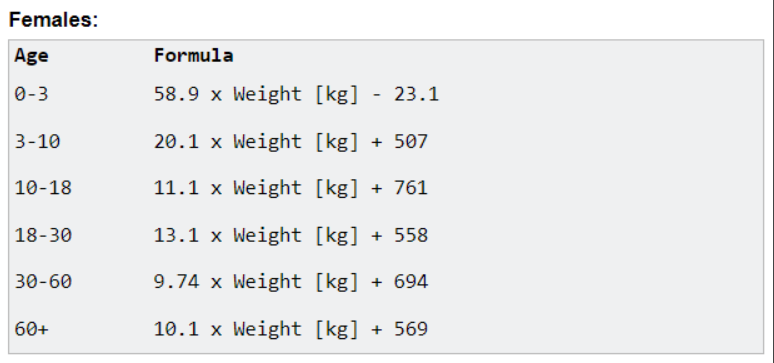 Females:
Age Formula
0-3 58.9 x Weight [kg] - 23.1
3-10 20.1 x Weight [kg] + 507
10-18 11.1 x Weight [kg] + 761
18-30 13.1 x Weight [kg] + 558
30-60 9.74 x Weight [kg] + 694
60+ 10.1 x Weight [kg] + 569